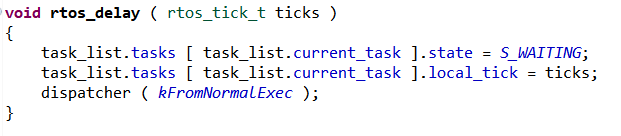 void rtos_delay ( rtos_tick_t ticks )
{
task_list.tasks [ task_list.current_task ].state = S_WAITING;
task_list.tasks [ task_list.current_task ].local_tick = ticks;
dispatcher ( kFromNormalExec );
}